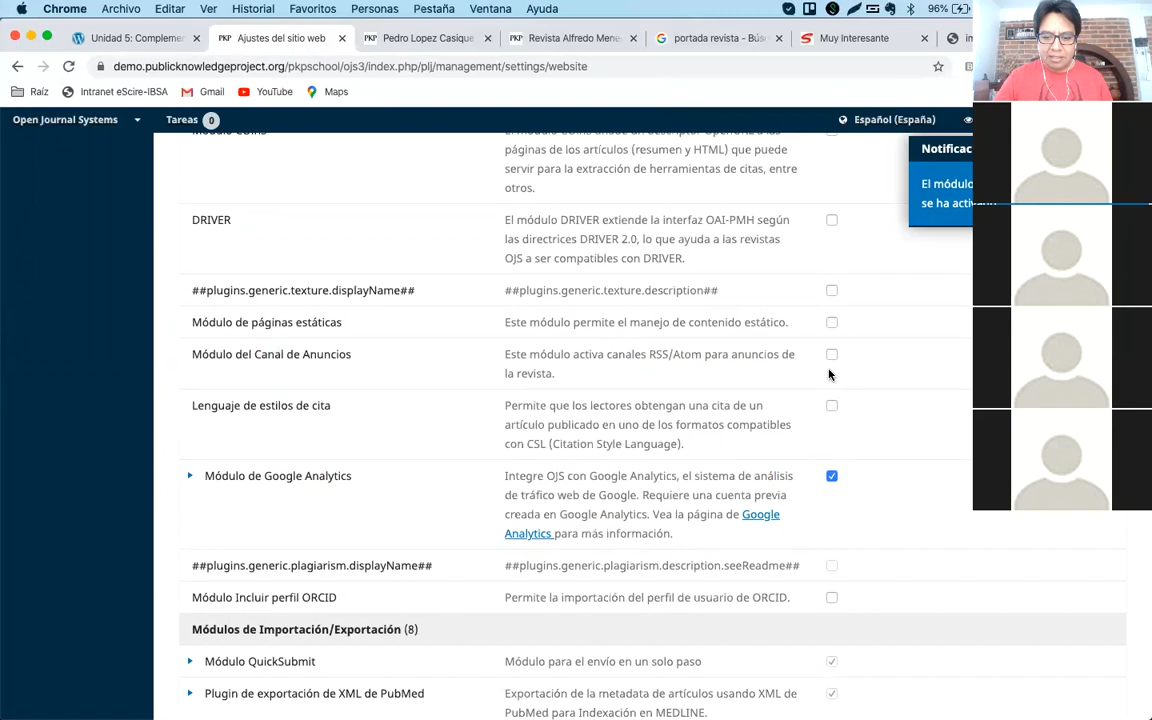 Chrome Archivo Editar Ver Historial Favoritos Personas Pestaña Ventana Ayuda 96%
Unidad 5: Complemen Ajustes del sitio web z Casique Revista Alfredo Mene portada revista - Bús Muy Interesante im Pedro Lopez
demo.publicknowledgeproject.org/pkpschool/ojs3/index.php/plj/management/settings/website
Raíz Intranet eScire-IBSA Gmail YouTube Maps
Open Journal Systems Tareas 0 Español (España)
páginas de los artículos (resumen y HTML) que puede
servir para la extracción de herramientas de citas, entre
otros.
Notificac
El módulo
se ha activ
DRIVER El módulo DRIVER extiende la interfaz OAI-PMH según
las directrices DRIVER 2.0, lo que ayuda a las revistas
OJS a ser compatibles con DRIVER.
##plugins.generic.texture.displayName## ##plugins.generic.texture.description##
Módulo de páginas estáticas Este módulo permite el manejo de contenido estático.
Módulo del Canal de Anuncios Este módulo activa canales RSS/Atom para anuncios de
la revista.
Lenguaje de estilos de cita Permite que los lectores obtengan una cita de un
artículo publicado en uno de los formatos compatibles
con CSL (Citation Style Language).
Módulo de Google Analytics Integre OJS con Google Analytics, el sistema de análisis
de tráfico web de Google. Requiere una cuenta previa
creada en Google Analytics. Vea la página de Google
Analytics para más información.
##plugins.generic.plagiarism.displayName## ##plugins.generic.plagiarism.description.seeReadme##
Módulo Incluir perfil ORCID Permite la importación del perfil de usuario de ORCID.
Módulos de Importación/Exportación (8)
Módulo QuickSubmit Módulo para el envío en un solo paso
Plugin de exportación de XML de PubMed Exportación de la metadata de artículos usando XML de
PubMed para Indexación en MEDLINE.